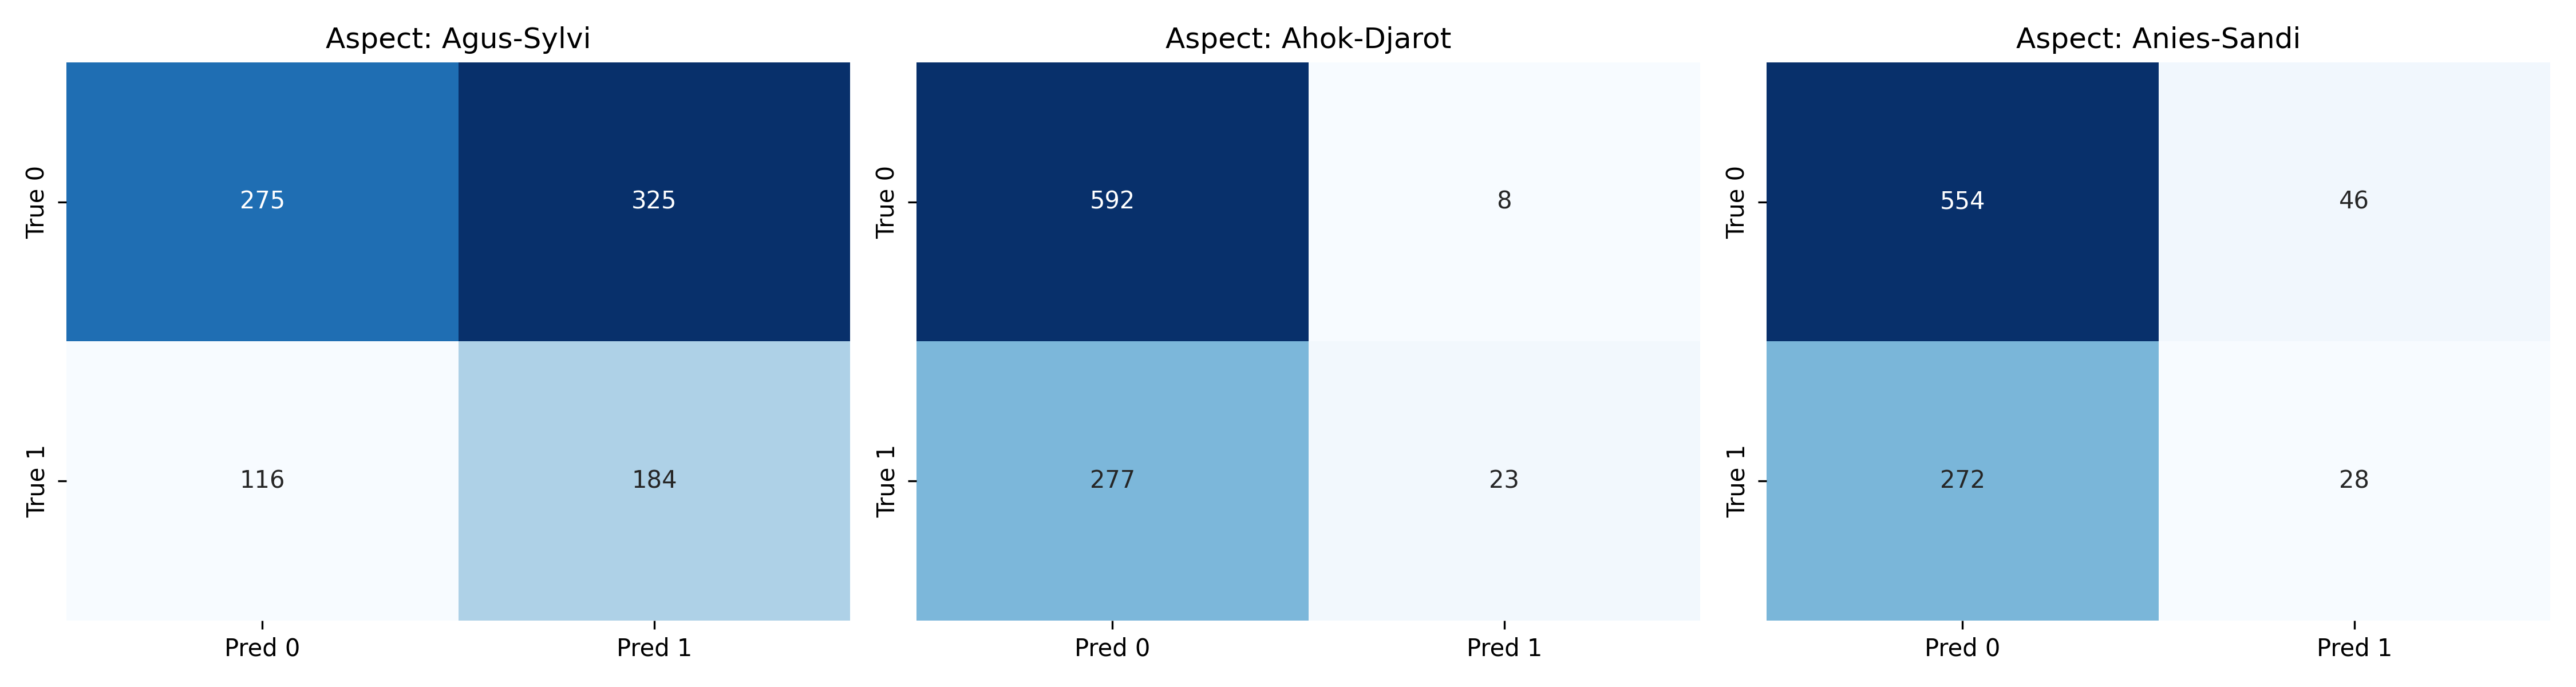 Aspect: Agus-Sylvi
True 0
275
325
True 1
116
184
Pred 0
Pred 1
Aspect: Ahok-Djarot
True 0
592
8
True 1
277
23
Pred 0
Pred 1
Aspect: Anies-Sandi
True 0
554
46
True 1
272
28
Pred 0
Pred 1